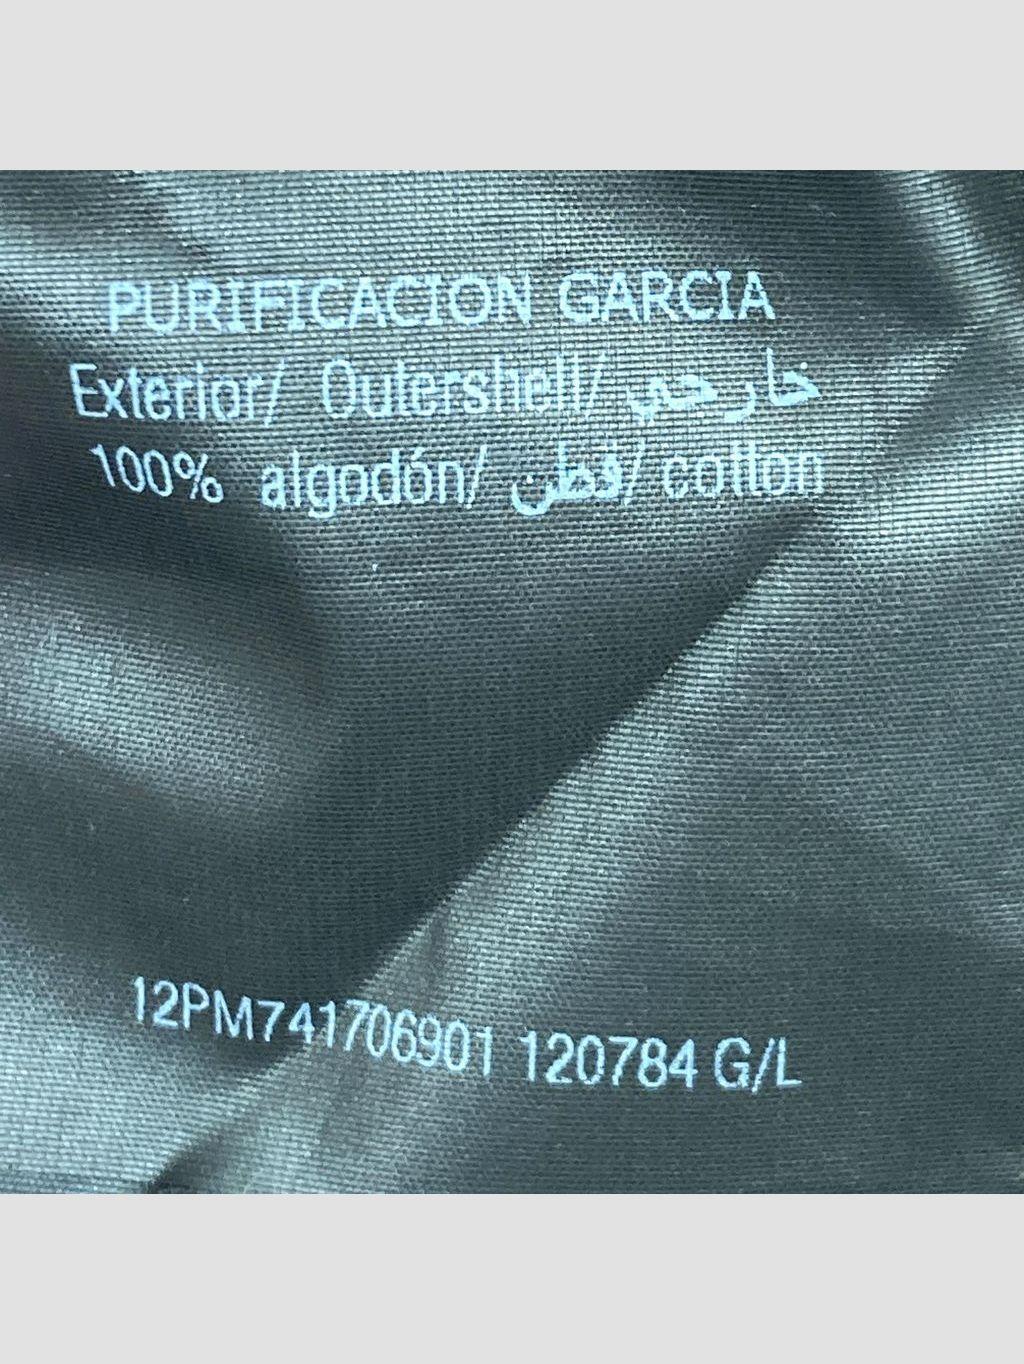 PURIFICACION GARCIA
Exterior/ Outershell/ خارجي
100% algodón/ قطن/ cotton
12PM741706901 120784 G/L